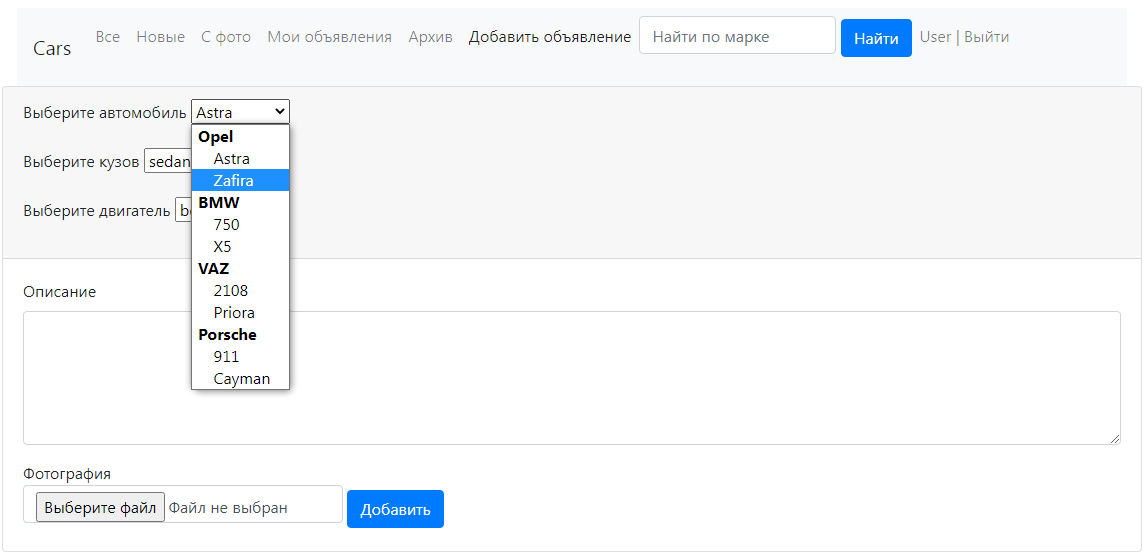 Cars Все Новые С фото Мои объявления Архив Добавить объявление Найти по марке Найти User | Выйти
Выберите автомобиль Astra
Opel
Astra
Выберите кузов sedan
Zafira
BMW
Выберите двигатель
750
X5
VAZ
Описание 2108
Priora
Porsche
911
Cayman
Фотография
Выберите файл Файл не выбран Добавить